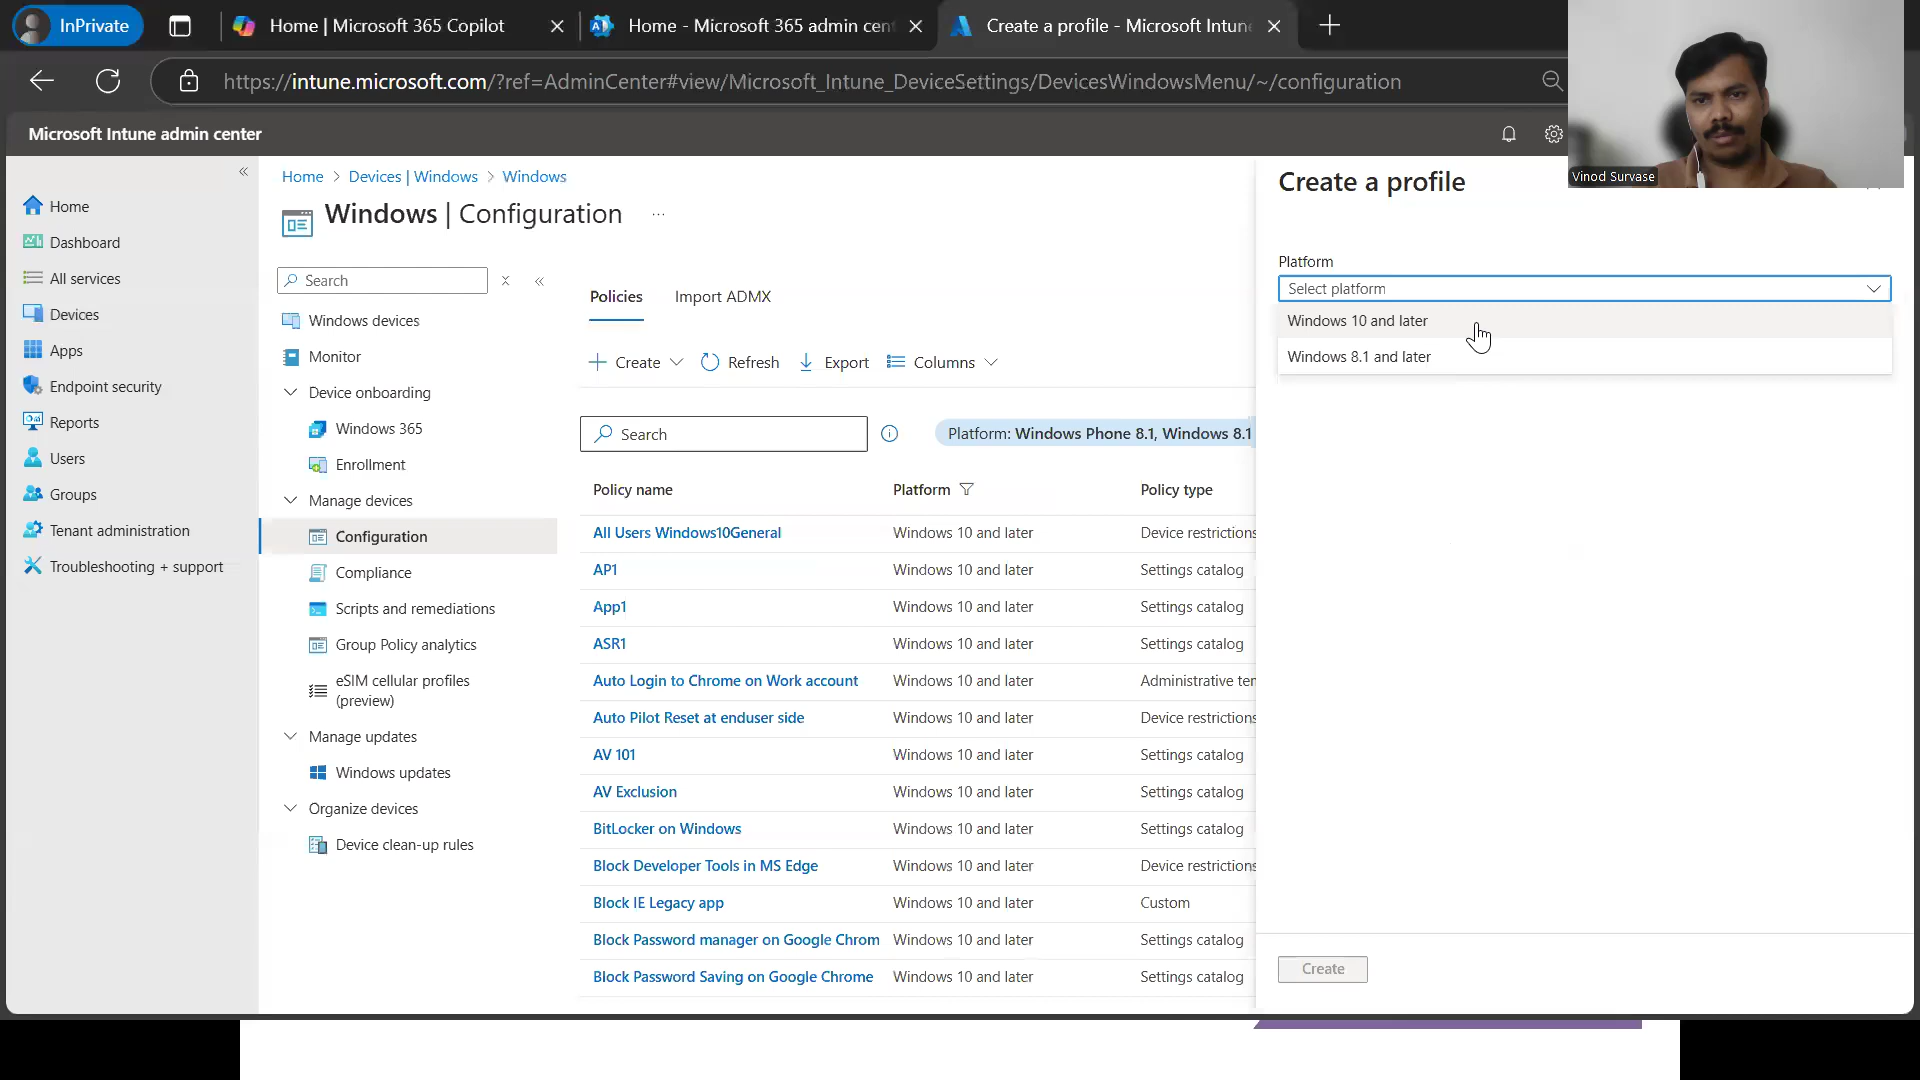 InPrivate
Home | Microsoft 365 Copilot
Home - Microsoft 365 admin cent
Create a profile - Microsoft Intune
https://intune.microsoft.com/?ref=AdminCenter#view/Microsoft_Intune_DeviceSettings/DevicesWindowsMenu/~/configuration
Microsoft Intune admin center
Vinod Survase
Home
Dashboard
All services
Devices
Apps
Endpoint security
Reports
Users
Groups
Tenant administration
Troubleshooting + support
Home > Devices | Windows > Windows
Windows | Configuration
Search
Windows devices
Monitor
Device onboarding
Windows 365
Enrollment
Manage devices
Configuration
Compliance
Scripts and remediations
Group Policy analytics
eSIM cellular profiles
(preview)
Manage updates
Windows updates
Organize devices
Device clean-up rules
Policies Import ADMX
Create Refresh Export Columns
Search
Platform: Windows Phone 8.1, Windows 8.1
Policy name Platform Policy type
All Users Windows10General Windows 10 and later Device restrictions
AP1 Windows 10 and later Settings catalog
App1 Windows 10 and later Settings catalog
ASR1 Windows 10 and later Settings catalog
Auto Login to Chrome on Work account Windows 10 and later Administrative ten
Auto Pilot Reset at enduser side Windows 10 and later Device restrictions
AV 101 Windows 10 and later Settings catalog
AV Exclusion Windows 10 and later Settings catalog
BitLocker on Windows Windows 10 and later Settings catalog
Block Developer Tools in MS Edge Windows 10 and later Device restrictions
Block IE Legacy app Windows 10 and later Custom
Block Password manager on Google Chrom Windows 10 and later Settings catalog
Block Password Saving on Google Chrome Windows 10 and later Settings catalog
Create a profile
Platform
Select platform
Windows 10 and later
Windows 8.1 and later
Create